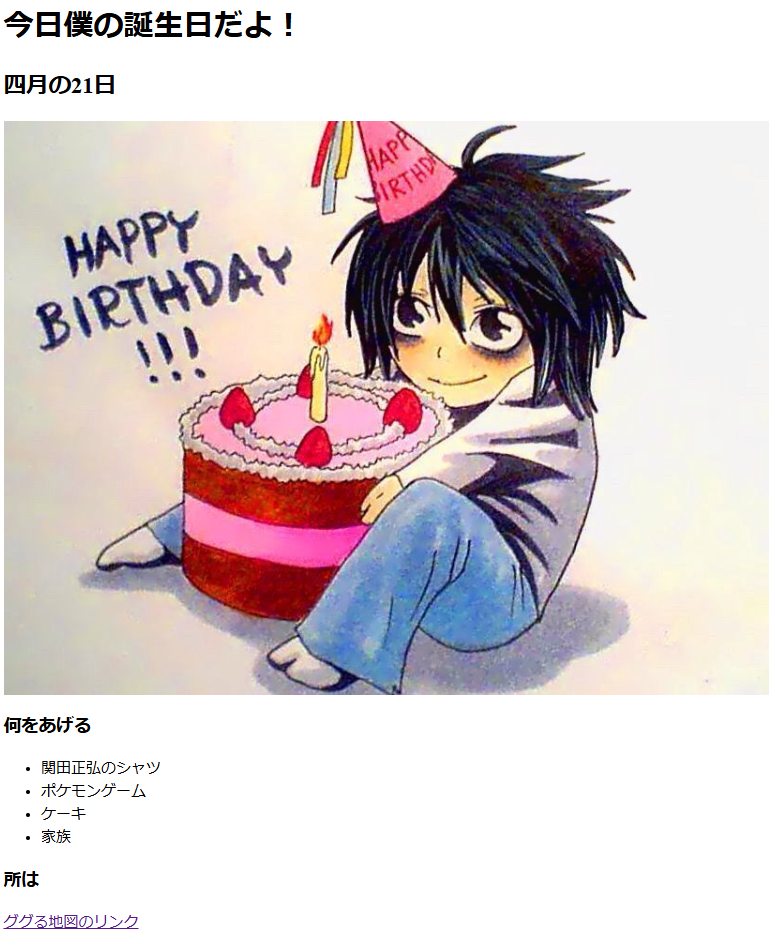 今日僕の誕生日だよ！
四月の21日
HAPPY
BIRTHDAY
HAPPY
BIRTHDAY
!!!
何をあげる
関田正弘のシャツ
ポケモンゲーム
ケーキ
家族
所は
ググる地図のリンク